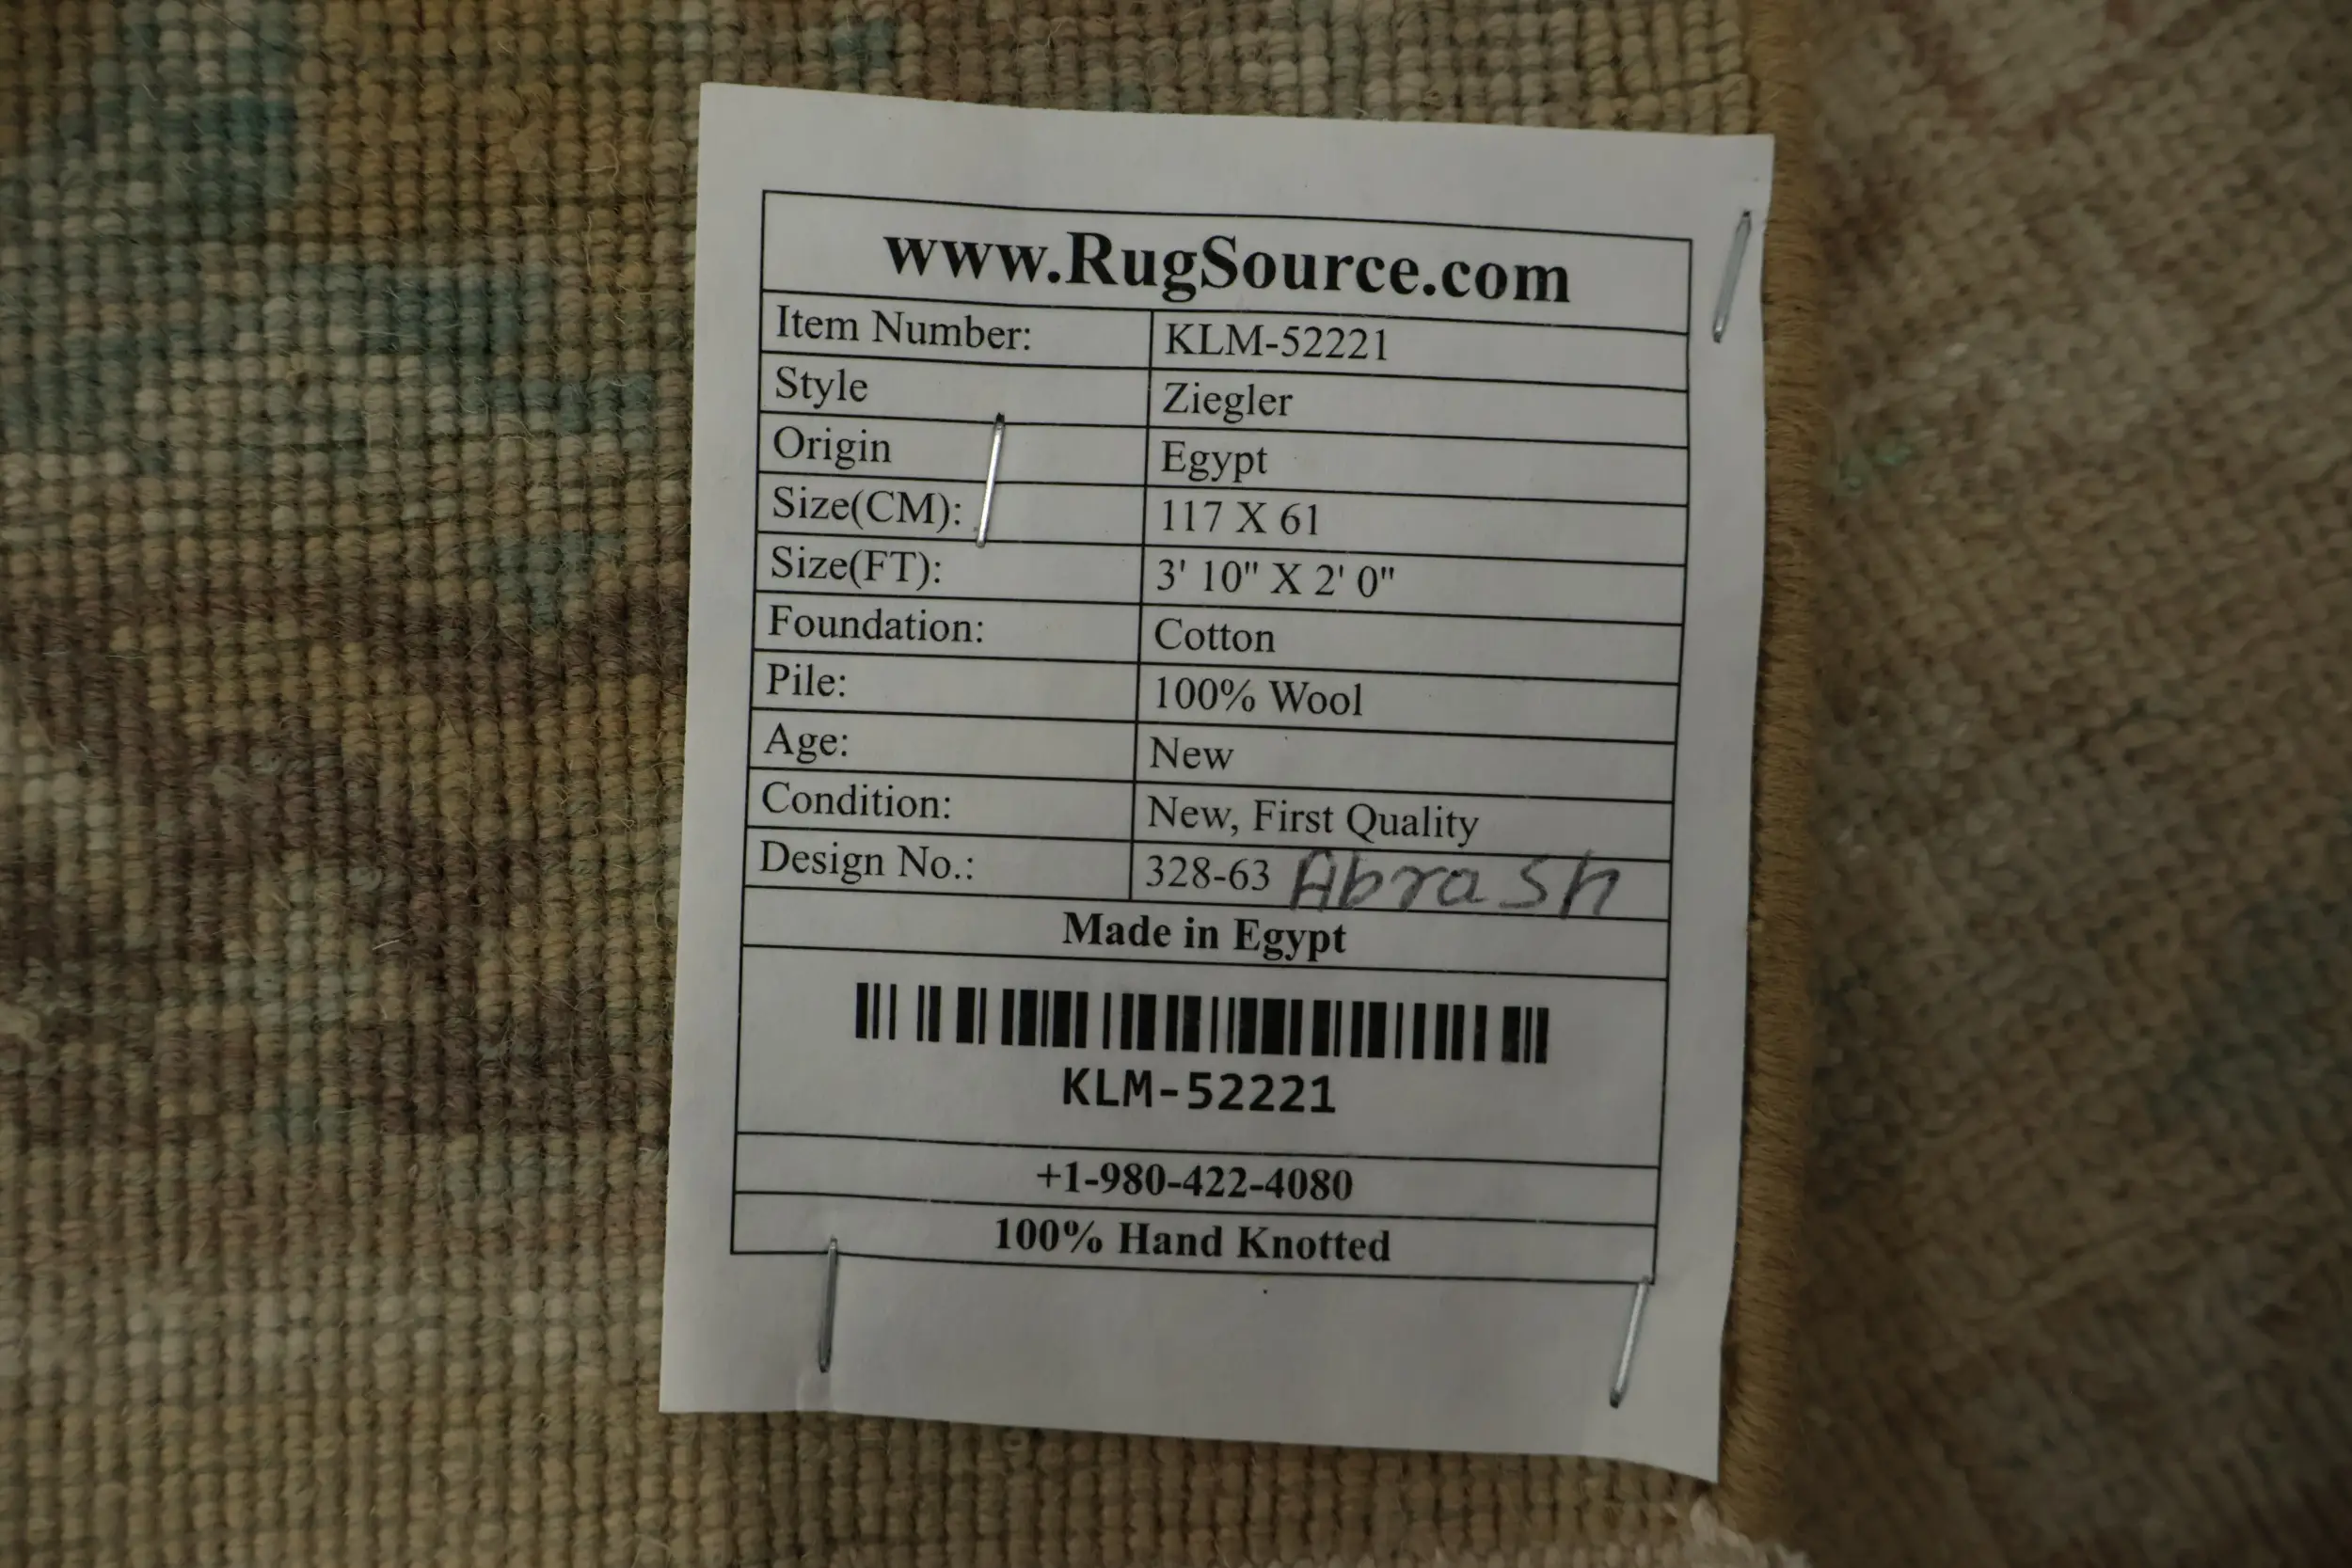 www.RugSource.com
Item Number: KLM-52221
Style Ziegler
Origin Egypt
Size(CM): 117 X 61
Size(FT): 3' 10" X 2' 0"
Foundation: Cotton
Pile: 100% Wool
Age: New
Condition: New, First Quality
Design No.: 328-63 Abrash
Made in Egypt
KLM-52221
+1-980-422-4080
100% Hand Knotted